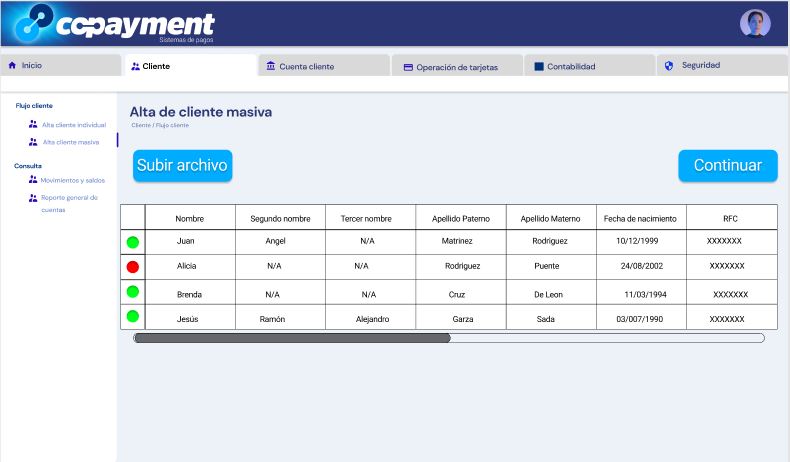 copayment
Sistemas de pagos
Inicio
Cliente
Cuenta cliente
Operación de tarjetas
Contabilidad
Seguridad
Flujo cliente
Alta cliente individual
Alta cliente masiva
Consulta
Movimientos y saldos
Reporte general de
cuentas
Alta de cliente masiva
Cliente / Flujo cliente
Subir archivo
Continuar
Nombre Segundo nombre Tercer nombre Apellido Paterno Apellido Materno Fecha de nacimiento RFC
Juan Angel N/A Matrinez Rodriguez 10/12/1999 XXXXXXX
Alicia N/A N/A Rodriguez Puente 24/08/2002 XXXXXXX
Brenda N/A N/A Cruz De Leon 11/03/1994 XXXXXXX
Jesús Ramón Alejandro Garza Sada 03/007/1990 XXXXXXX